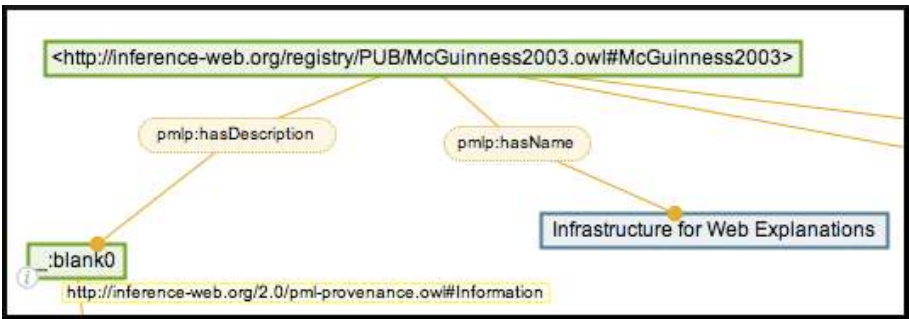 <http://inference-web.org/registry/PUB/McGuinness2003.owl#McGuinness2003>
pmlp:hasDescription
pmlp:hasName
Infrastructure for Web Explanations
_:blank0
i
http://inference-web.org/2.0/pml-provenance.owl#Information